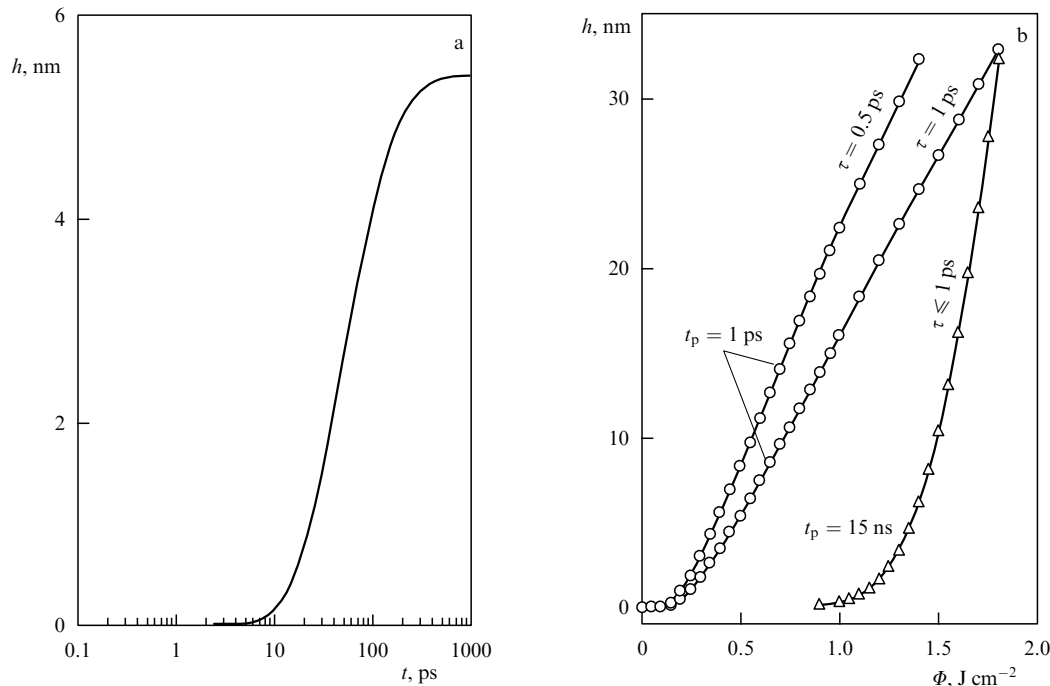 6
a
h, nm
4
2
0
0.1
1
10
100
1000
t, ps
h, nm
b
30
20
10
0
τ = 0.5 ps
τ = 1 ps
τ ⩽ 1 ps
tp = 1 ps
tp = 15 ns
0
0.5
1.0
1.5
2.0
Φ, J cm−2